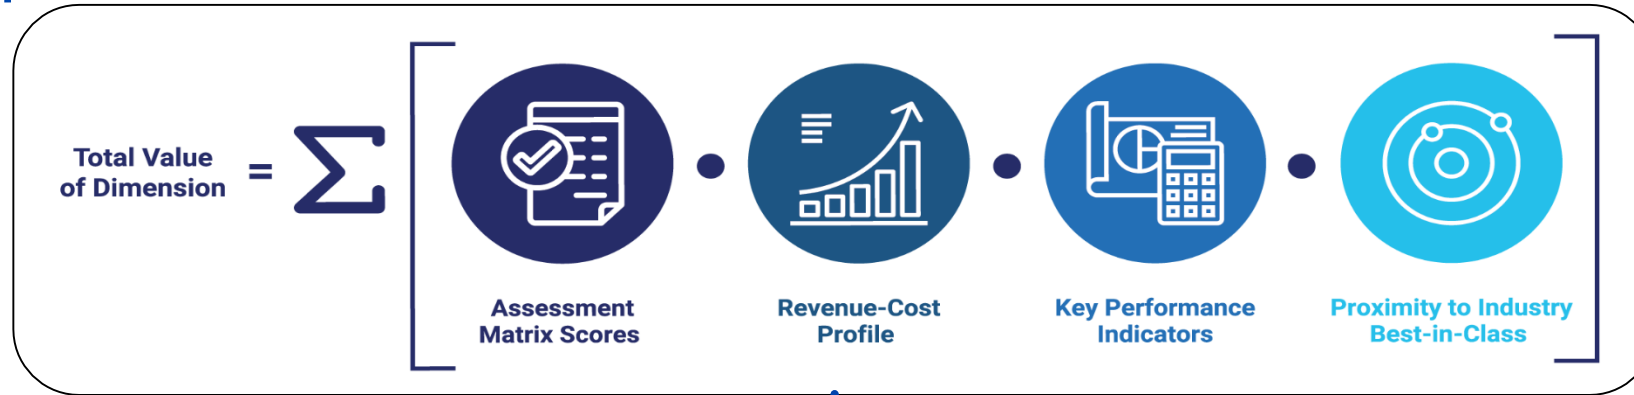 Total Value
of Dimension
=
Σ
Assessment
Matrix Scores
Revenue-Cost
Profile
Key Performance
Indicators
Proximity to Industry
Best-in-Class